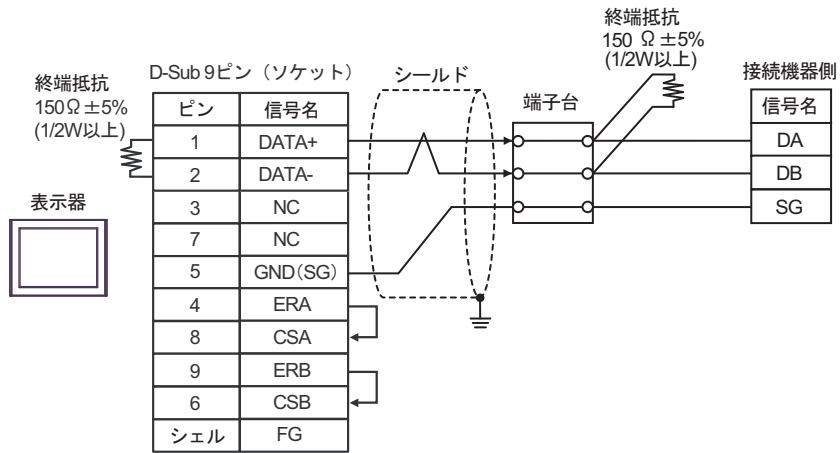 終端抵抗
150Ω±5%
(1/2W以上)
表示器
D-Sub 9ピン（ソケット）
ピン 信号名
1 DATA+
2 DATA-
3 NC
7 NC
5 GND(SG)
4 ERA
8 CSA
9 ERB
6 CSB
シェル FG
シールド
端子台
終端抵抗
150 Ω ±5%
(1/2W以上)
接続機器側
信号名
DA
DB
SG